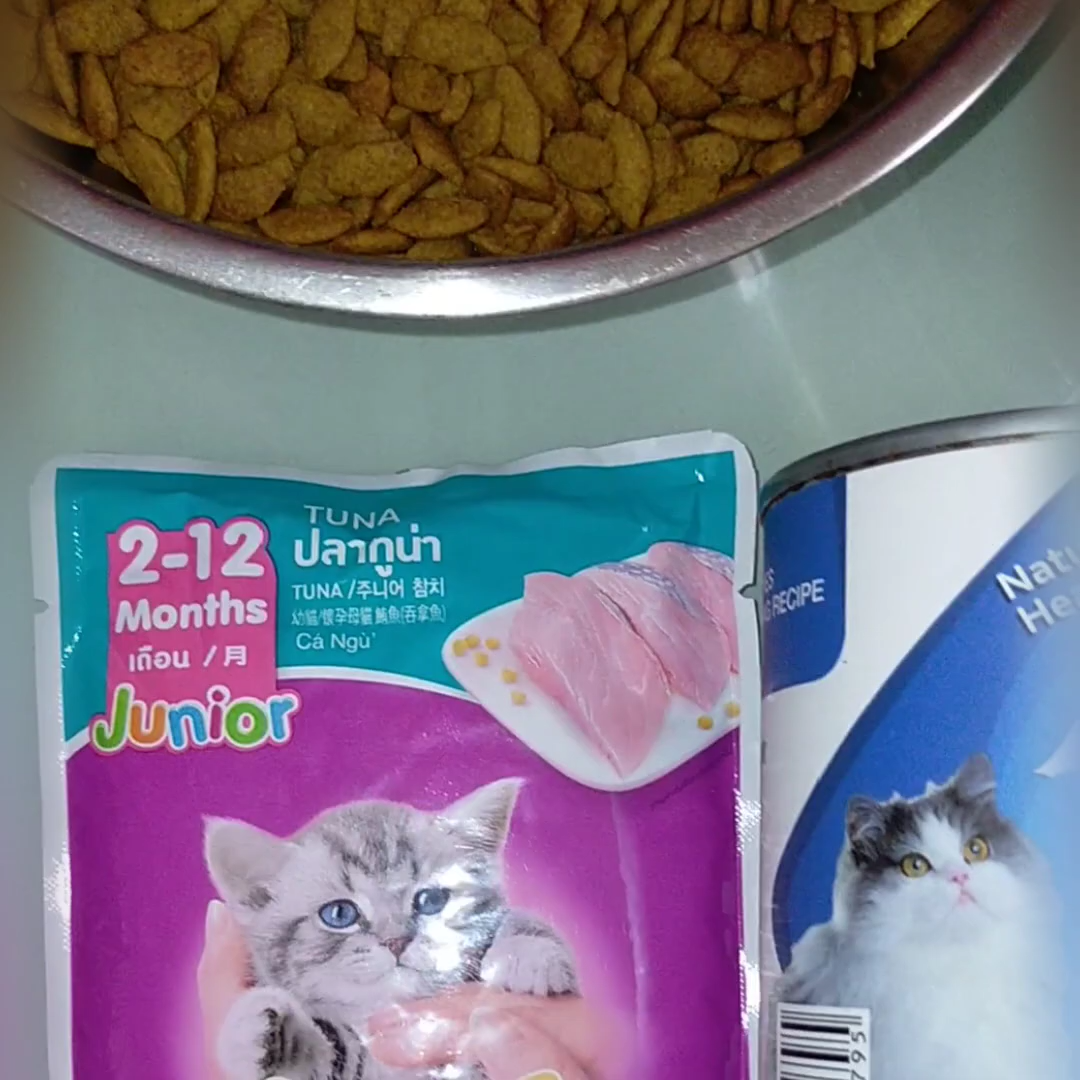 TUNA
ปลาทูน่า
2-12
Months
เดือน / 月
Junior
TUNA /주니어 참치
幼貓/懷孕母貓 鮪魚(吞拿魚)
Cá Ngừ
RECIPE
Natu
He
795